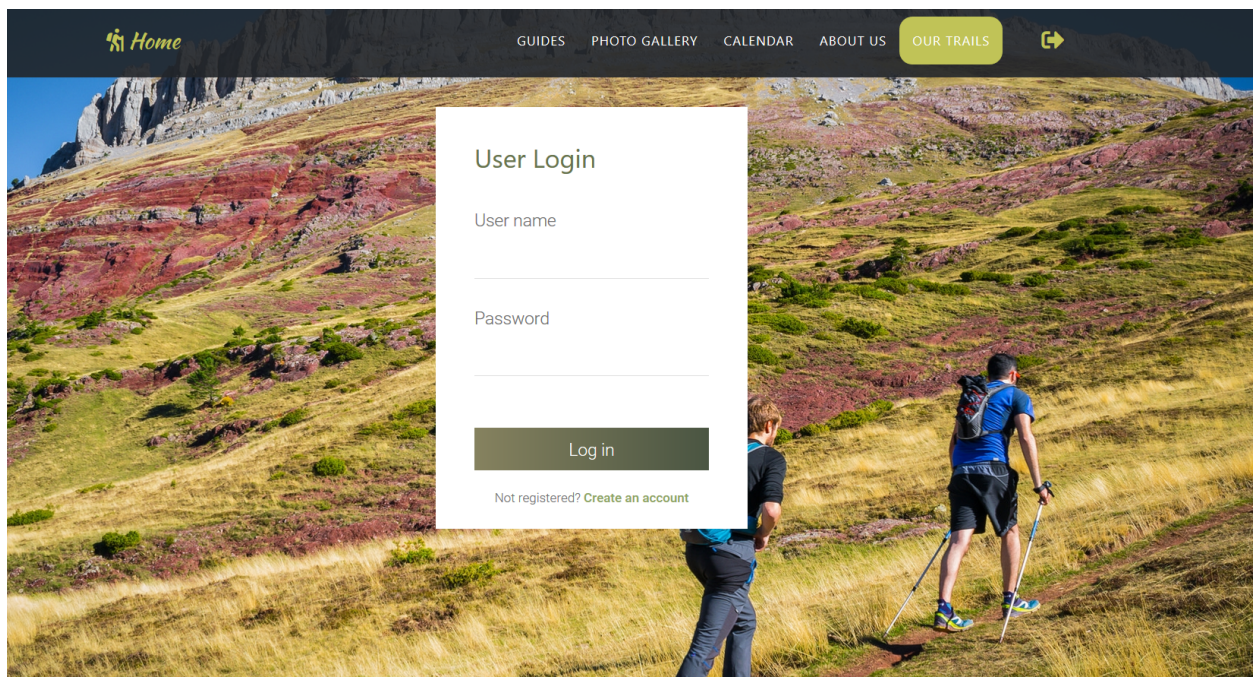 Home
GUIDES PHOTO GALLERY CALENDAR ABOUT US OUR TRAILS
User Login
User name
Password
Log in
Not registered? Create an account